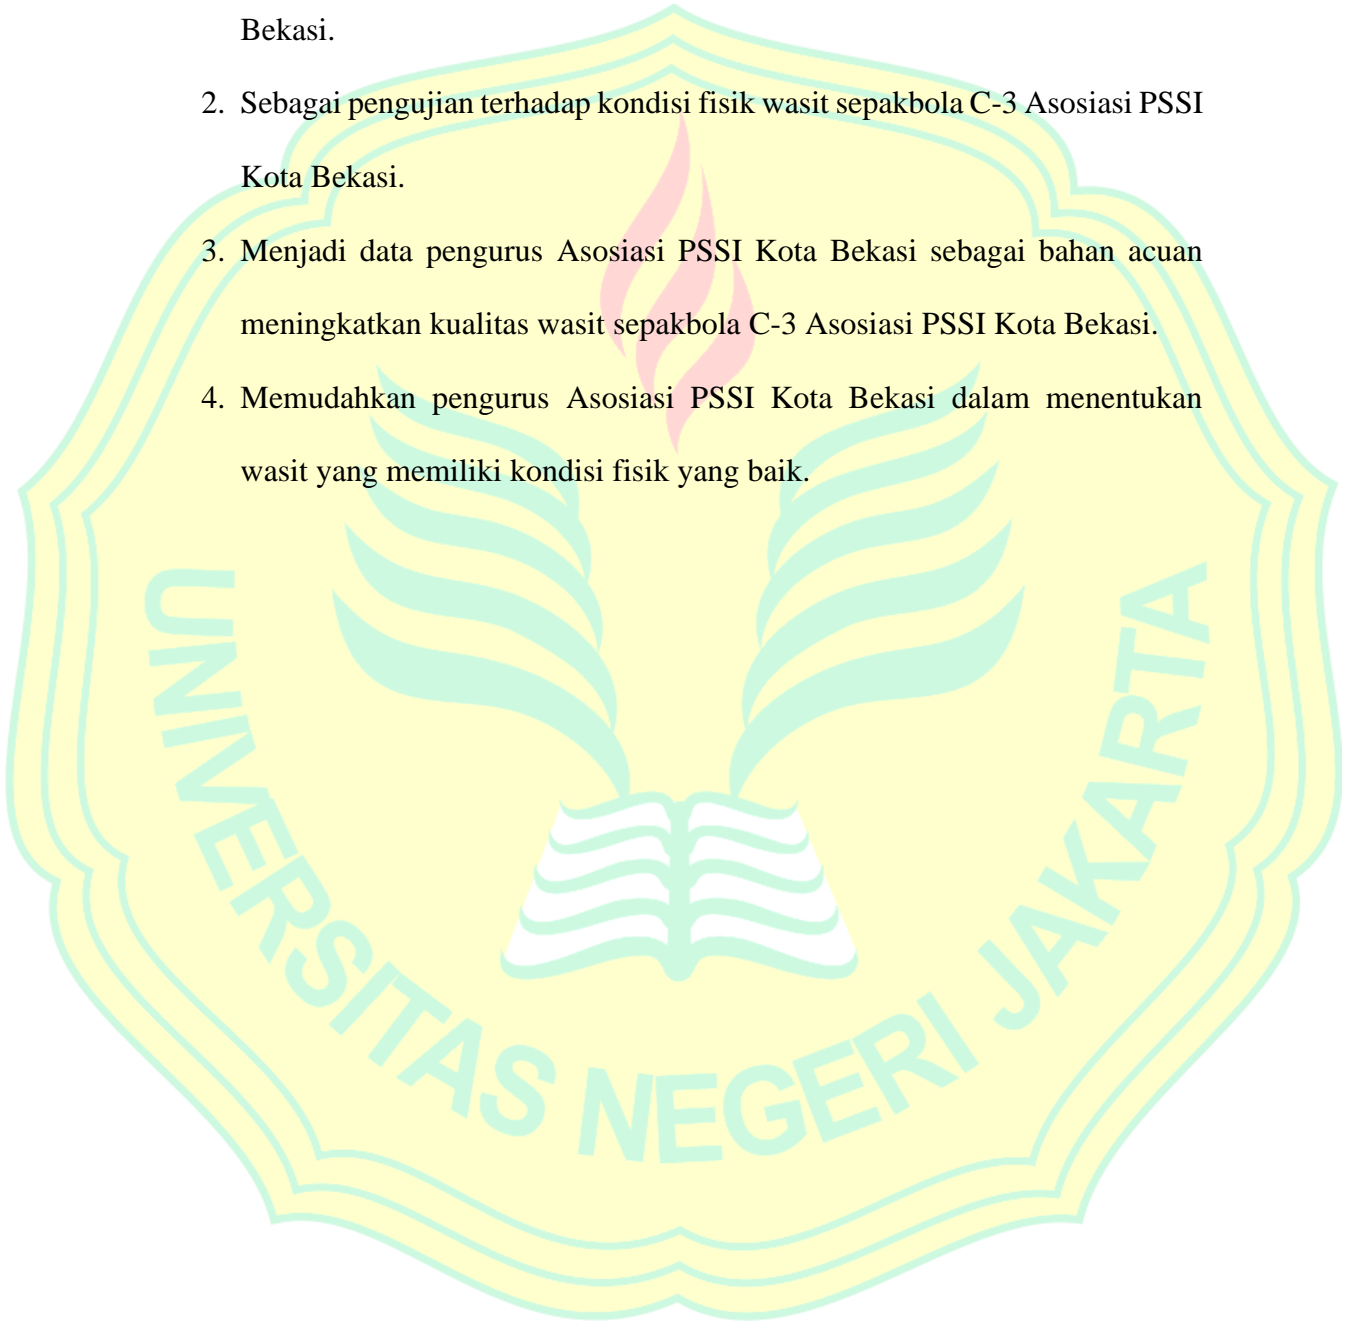 Bekasi.
2. Sebagai pengujian terhadap kondisi fisik wasit sepakbola C-3 Asosiasi PSSI
Kota Bekasi.
3. Menjadi data pengurus Asosiasi PSSI Kota Bekasi sebagai bahan acuan
meningkatkan kualitas wasit sepakbola C-3 Asosiasi PSSI Kota Bekasi.
4. Memudahkan pengurus Asosiasi PSSI Kota Bekasi dalam menentukan
wasit yang memiliki kondisi fisik yang baik.
UNIVERSITAS NEGERI JAKARTA